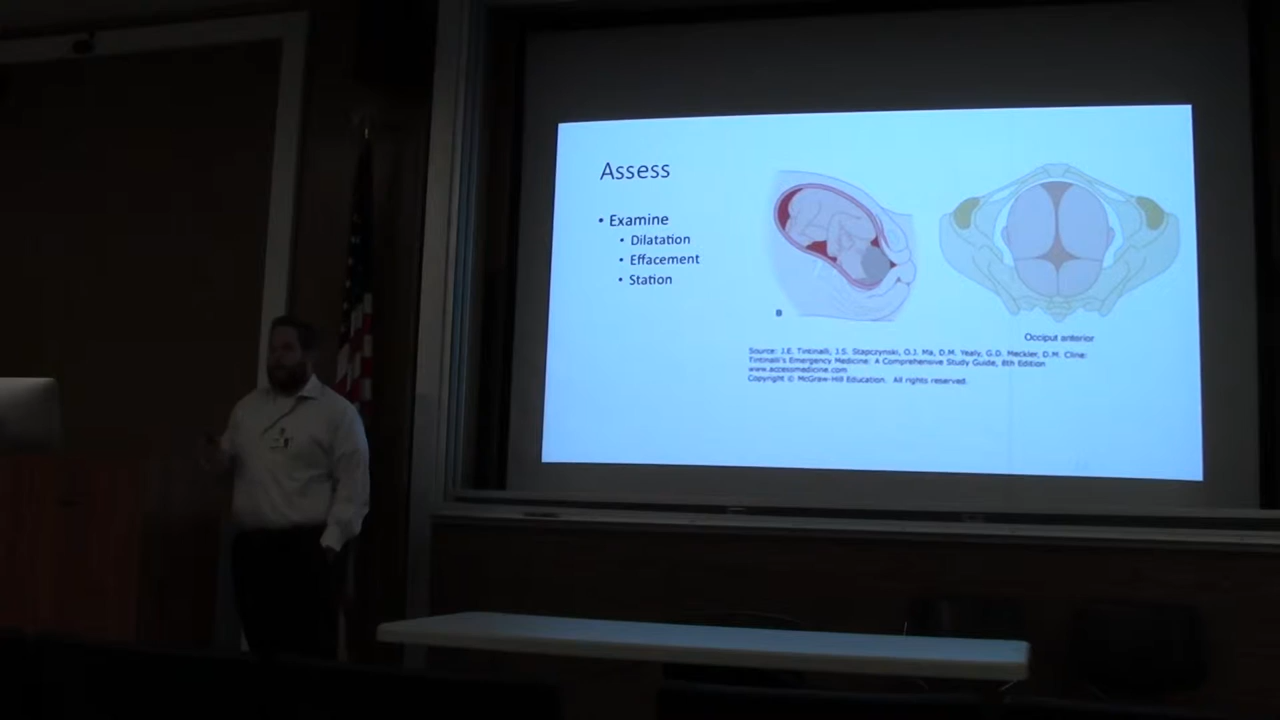 Assess
• Examine
• Dilatation
• Effacement
• Station
B
Occiput anterior
Source: J.E. Tintinalli, J.S. Stapczynski, O.J. Ma, D.M. Yealy, G.D. Meckler, D.M. Cline:
Tintinalli's Emergency Medicine: A Comprehensive Study Guide, 8th Edition
www.accessmedicine.com
Copyright © McGraw-Hill Education. All rights reserved.